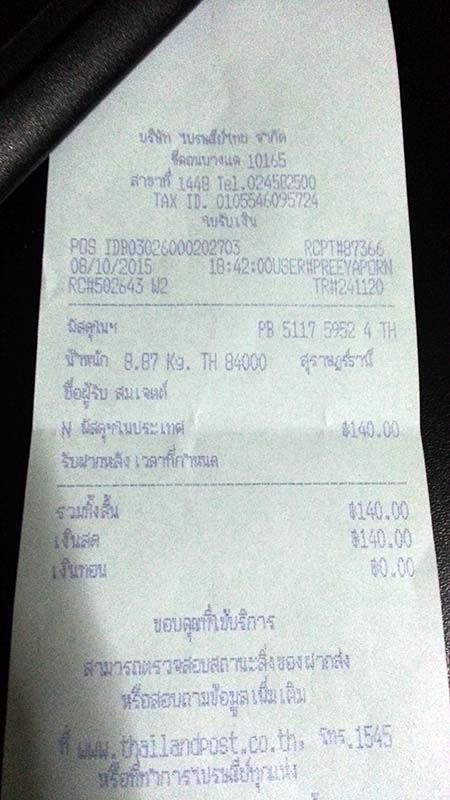 บริษัท ไปรษณีย์ไทย จำกัด
ซีคอนบางแค 10165
สาขาที่ 1448 Tel.024582500
TAX ID. 0105546095724
ใบรับเงิน
POS IDB03026000202703 RCPT#87366
08/10/2015 18:42:00USER#PREEYAPORN
RC#502643 W2 TR#241120
พัสดุในฯ PB 5117 5952 4 TH
น้ำหนัก 8.87 Kg. TH 84000 สุราษฎร์ธานี
ชื่อผู้รับ สมเจตต์
N พัสดุฯในประเทศ ฿140.00
รับฝากหลัง เวลาที่กำหนด
รวมทั้งสิ้น ฿140.00
เงินสด ฿140.00
เงินทอน ฿0.00
ขอบคุณที่ใช้บริการ
สามารถตรวจสอบสถานะสิ่งของฝากส่ง
หรือสอบถามข้อมูลเพิ่มเติม
ที่ www.thailandpost.co.th, โทร.1545
หรือที่ทำการไปรษณีย์ทุกแห่ง